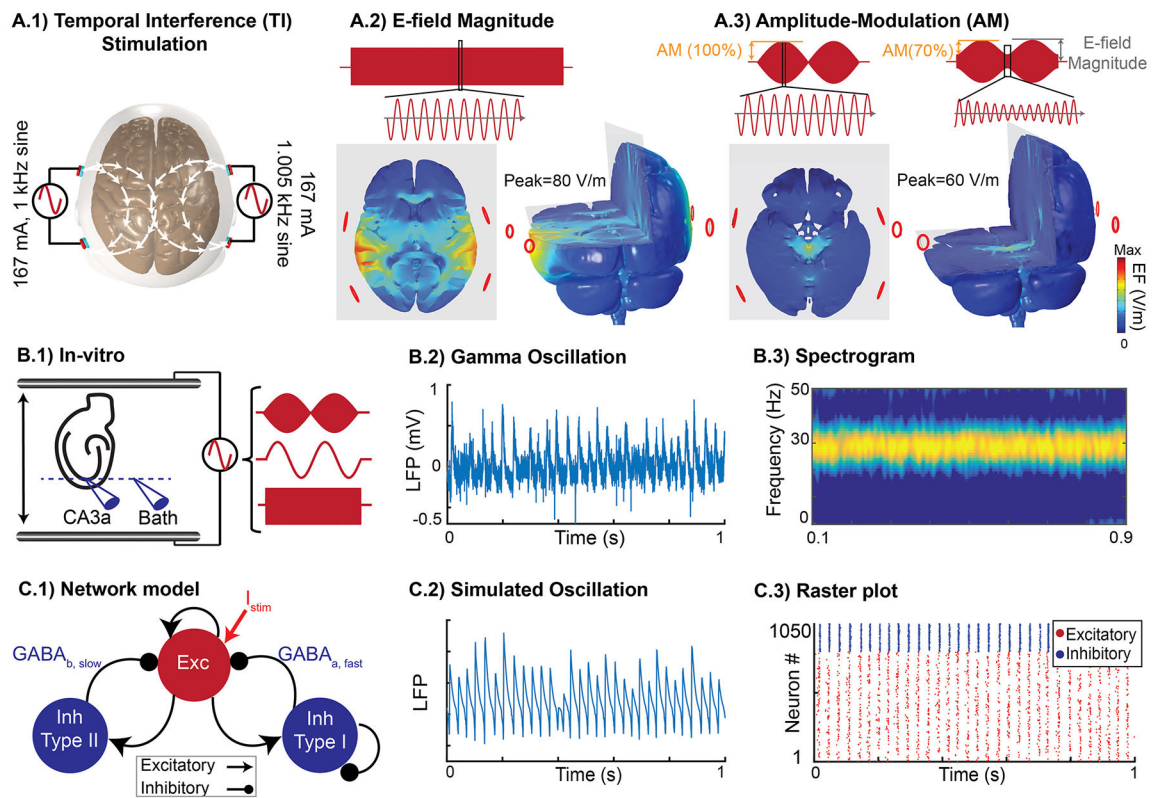 A.1) Temporal Interference (TI)
Stimulation
167 mA, 1 kHz sine
167 mA
1.005 kHz sine
A.2) E-field Magnitude
Peak=80 V/m
A.3) Amplitude-Modulation (AM)
AM (100%)
AM(70%)
E-field
Magnitude
Peak=60 V/m
Max
EF (V/m)
0
B.1) In-vitro
CA3a
Bath
B.2) Gamma Oscillation
LFP (mV)
1
0
-0.5
0
Time (s)
1
B.3) Spectrogram
Frequency (Hz)
50
30
0
0.1
0.9
C.1) Network model
I stim
GABA b, slow
Exc
GABA a, fast
Inh
Type II
Inh
Type I
Excitatory
Inhibitory
C.2) Simulated Oscillation
LFP
0
Time (s)
1
C.3) Raster plot
Neuron #
1050
1
Excitatory
Inhibitory
0
Time (s)
1